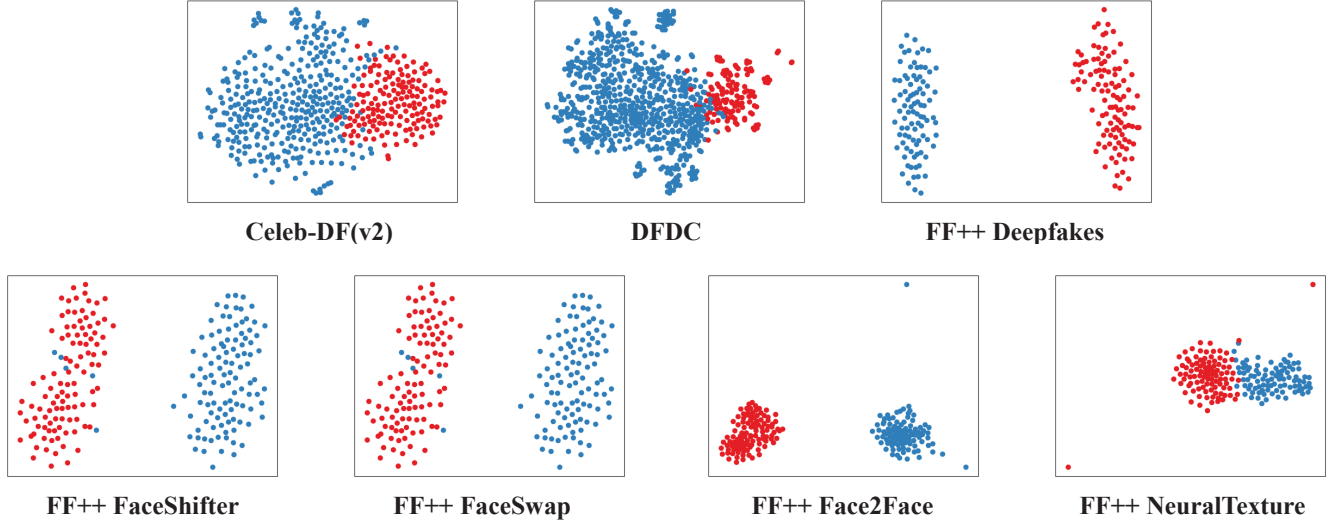 Celeb-DF(v2)
DFDC
FF++ Deepfakes
FF++ FaceShifter
FF++ FaceSwap
FF++ Face2Face
FF++ NeuralTexture